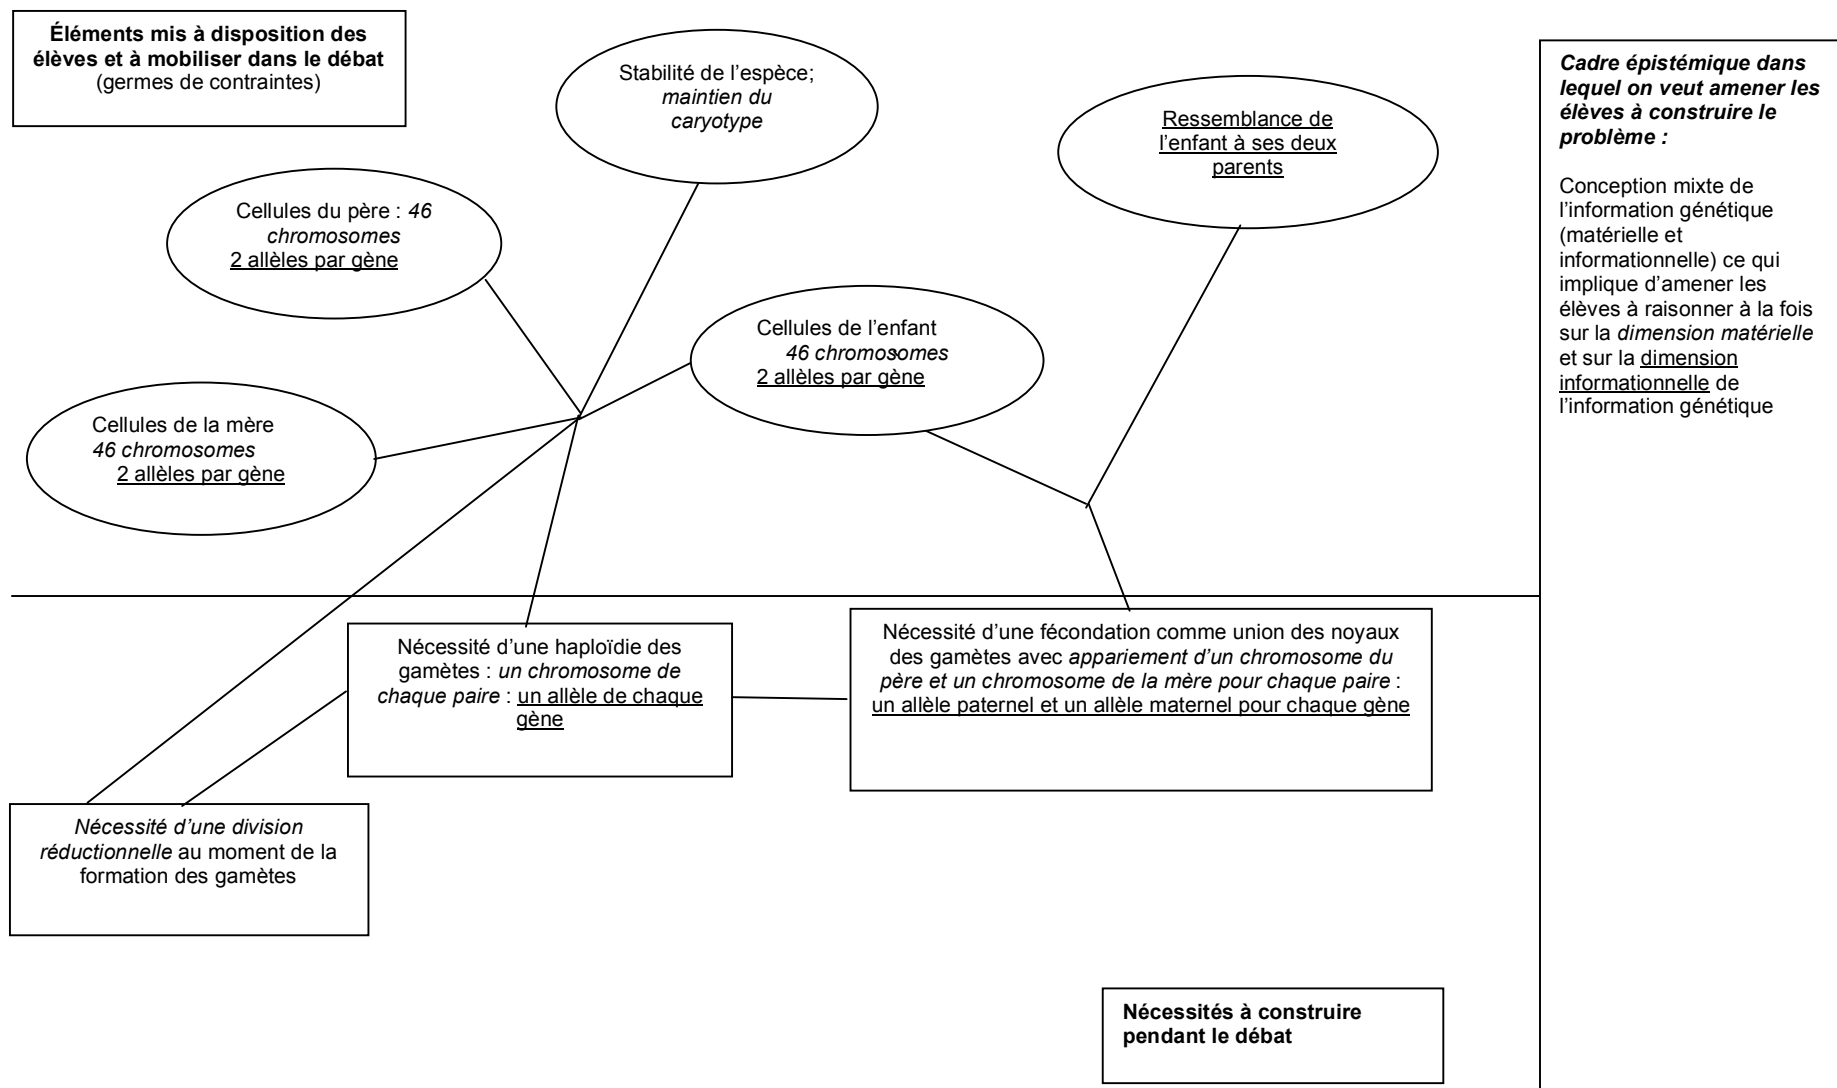 Éléments mis à disposition des
élèves et à mobiliser dans le débat
(germes de contraintes)
Stabilité de l'espèce;
maintien du
caryotype
Ressemblance de
l'enfant à ses deux
parents
Cellules du père : 46
chromosomes
2 allèles par gène
Cellules de l'enfant
46 chromosomes
2 allèles par gène
Cellules de la mère
46 chromosomes
2 allèles par gène
Cadre épistémique dans
lequel on veut amener les
élèves à construire le
problème :
Conception mixte de
l'information génétique
(matérielle et
informationnelle) ce qui
implique d'amener les
élèves à raisonner à la fois
sur la dimension matérielle
et sur la dimension
informationnelle de
l'information génétique
Nécessité d'une haploïdie des
gamètes : un chromosome de
chaque paire : un allèle de chaque
gène
Nécessité d'une fécondation comme union des noyaux
des gamètes avec appariement d'un chromosome du
père et un chromosome de la mère pour chaque paire :
un allèle paternel et un allèle maternel pour chaque gène
Nécessité d'une division
réductionnelle au moment de la
formation des gamètes
Nécessités à construire
pendant le débat